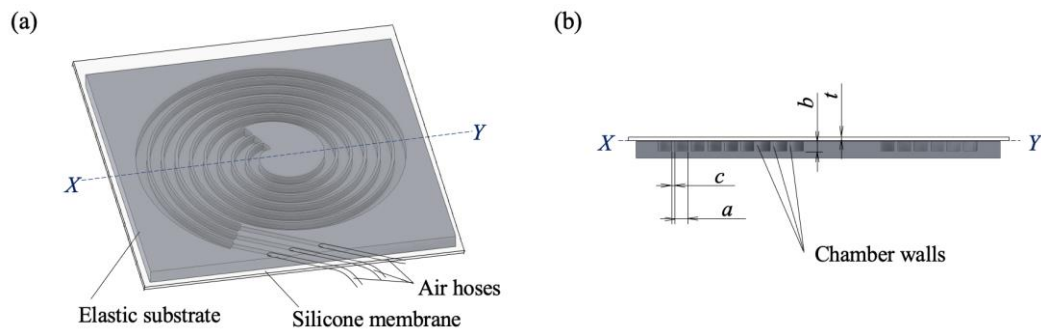 (a)
X
Y
Air hoses
Elastic substrate
Silicone membrane
(b)
b
t
X
Y
c
a
Chamber walls